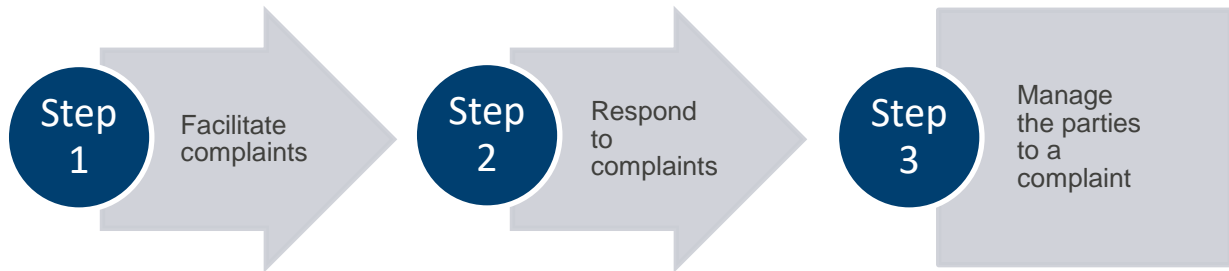 Step
1
Facilitate
complaints
Step
2
Respond
to
complaints
Step
3
Manage
the parties
to a
complaint